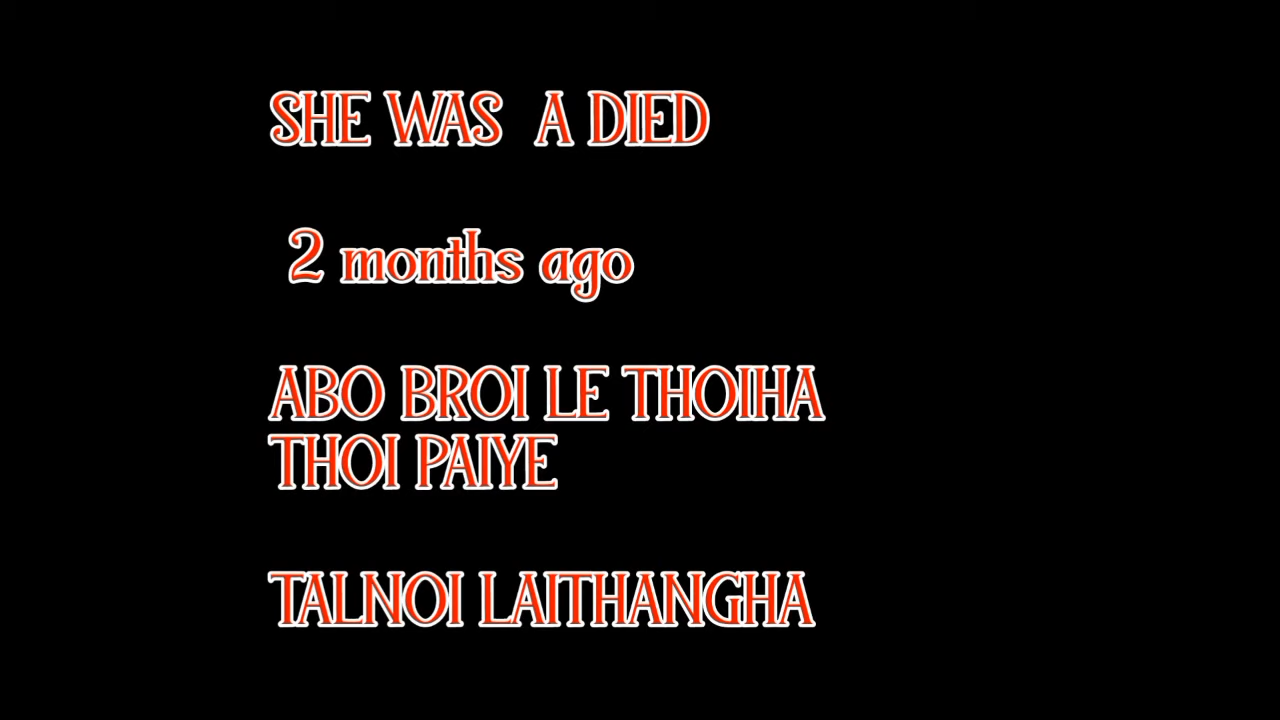 SHE WAS A DIED
2 months ago
ABO BROI LE THOIHA
THOI PAIYE
TALNOI LAITHANGHA